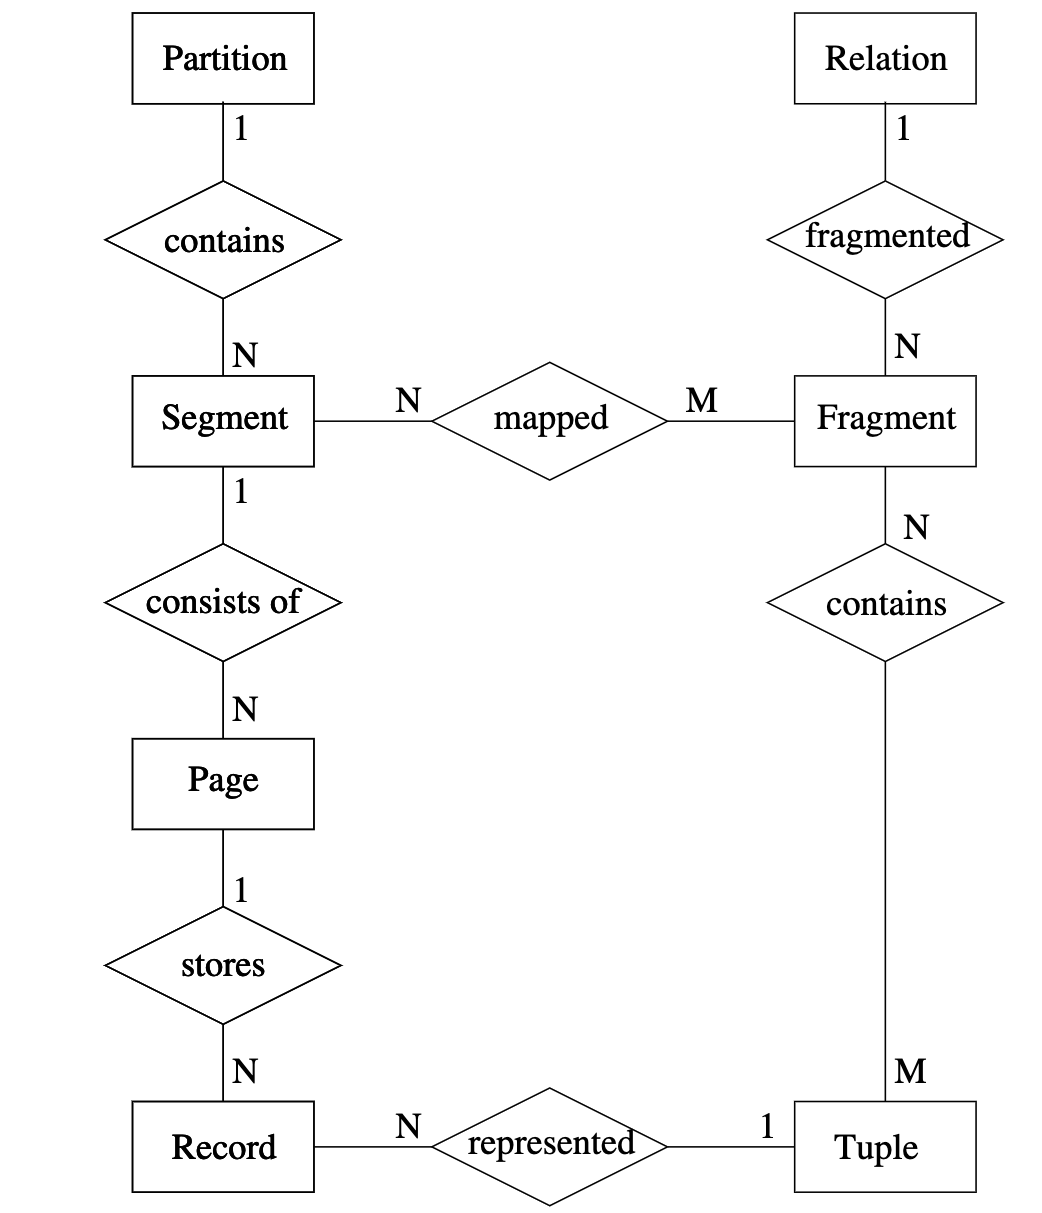 Partition
Relation
1
1
contains
fragmented
N
N
Segment
N
mapped
M
Fragment
1
N
consists of
contains
N
Page
1
stores
N
M
Record
N
represented
1
Tuple